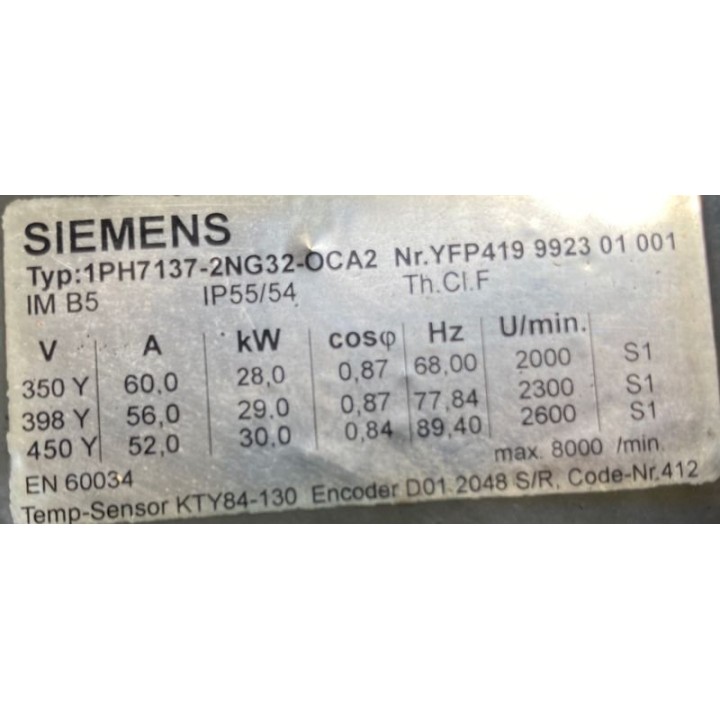 SIEMENS
Typ:1PH7137-2NG32-OCA2 Nr.YFP419 9923 01 001
IM B5 IP55/54 Th.Cl.F
V A kW cosφ Hz U/min.
350 Y 60,0 28,0 0,87 68,00 2000 S1
398 Y 56,0 29,0 0,87 77,84 2300 S1
450 Y 52,0 30,0 0,84 89,40 2600 S1
EN 60034 max. 8000 /min.
Temp-Sensor KTY84-130 Encoder D01 2048 S/R, Code-Nr.412